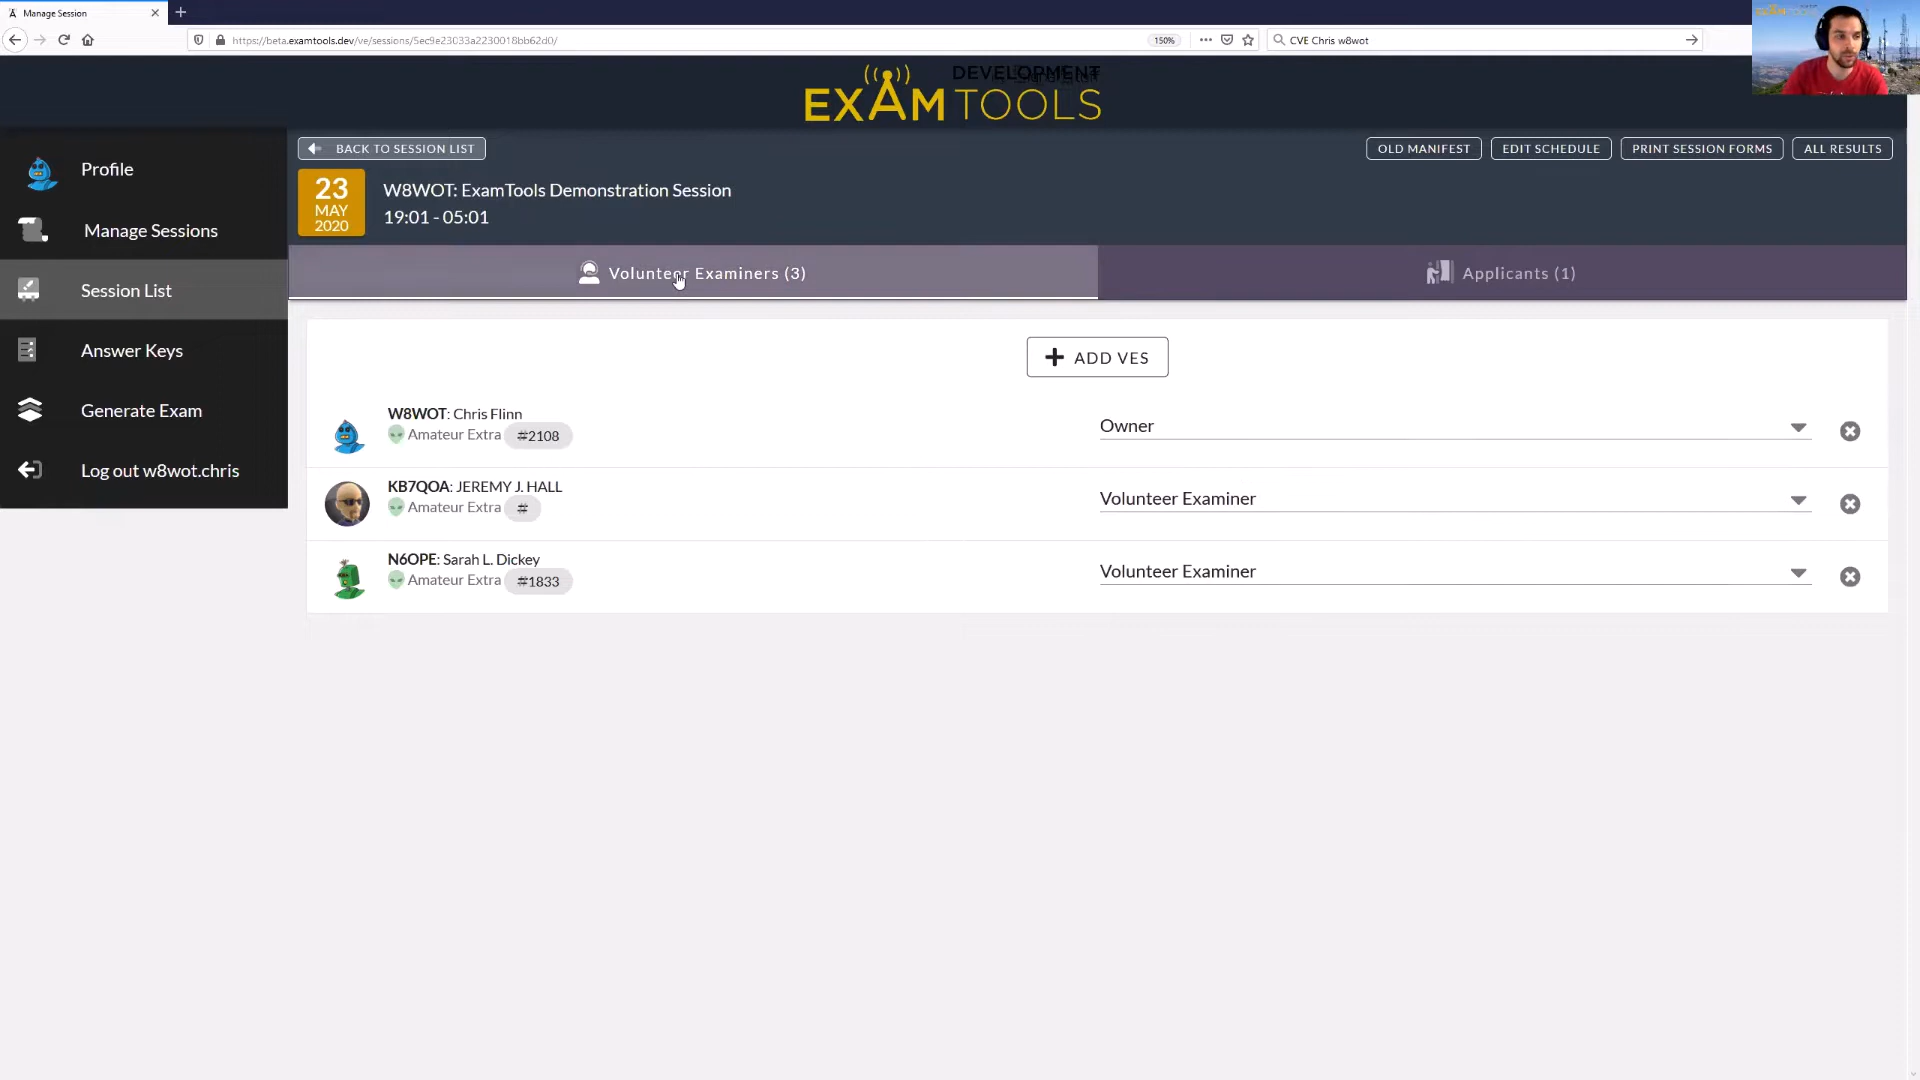 Manage Session
https://beta.examtools.dev/ve/sessions/5ec9e23033a2230018bb62d0/
150%
CVE Chris w8wot
DEVELOPMENT
EXAMTOOLS
Profile
Manage Sessions
Session List
Answer Keys
Generate Exam
Log out w8wot.chris
BACK TO SESSION LIST
OLD MANIFEST
EDIT SCHEDULE
PRINT SESSION FORMS
ALL RESULTS
23
MAY
2020
W8WOT: ExamTools Demonstration Session
19:01 - 05:01
Volunteer Examiners (3)
Applicants (1)
ADD VES
W8WOT: Chris Flinn
Amateur Extra #2108
Owner
KB7QOA: JEREMY J. HALL
Amateur Extra #
Volunteer Examiner
N6OPE: Sarah L. Dickey
Amateur Extra #1833
Volunteer Examiner